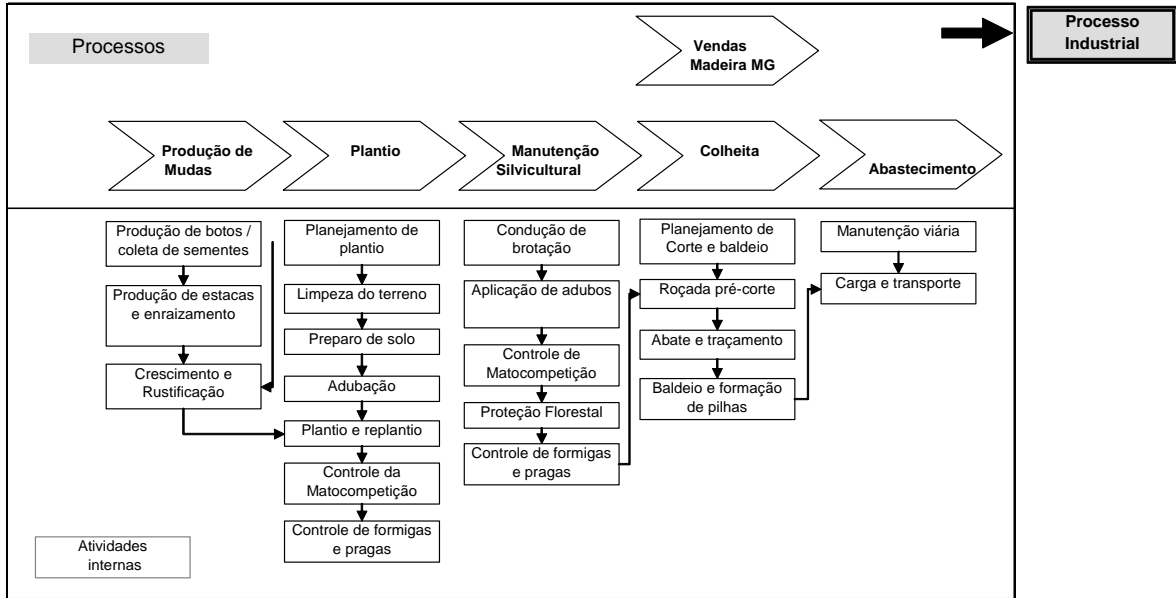 Processos
Vendas
Madeira MG
Processo
Industrial
Produção de
Mudas
Plantio
Manutenção
Silvicultural
Colheita
Abastecimento
Produção de botos /
coleta de sementes
Produção de estacas
e enraizamento
Crescimento e
Rustificação
Planejamento de
plantio
Limpeza do terreno
Preparo de solo
Adubação
Plantio e replantio
Controle da
Matocompetição
Controle de formigas
e pragas
Condução de
brotação
Aplicação de adubos
Controle de
Matocompetição
Proteção Florestal
Controle de formigas
e pragas
Planejamento de
Corte e baldeio
Roçada pré-corte
Abate e traçamento
Baldeio e formação
de pilhas
Manutenção viária
Carga e transporte
Atividades
internas